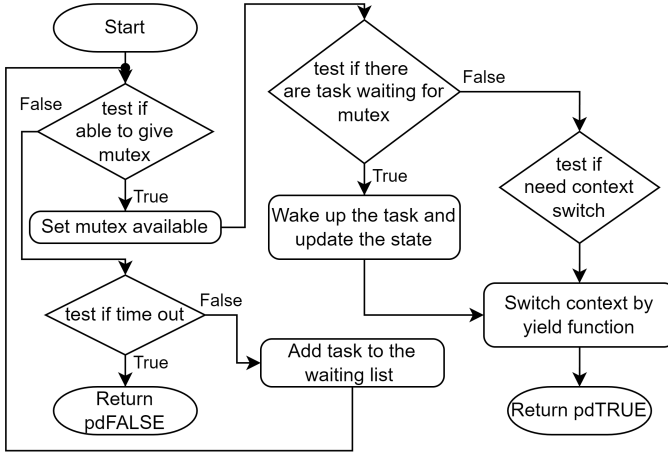 Start
False
test if
able to give
mutex
True
Set mutex available
test if time out
False
True
Return
pdFALSE
Add task to the
waiting list
test if there
are task waiting for
mutex
False
True
Wake up the task and
update the state
test if
need context
switch
Switch context by
yield function
Return pdTRUE